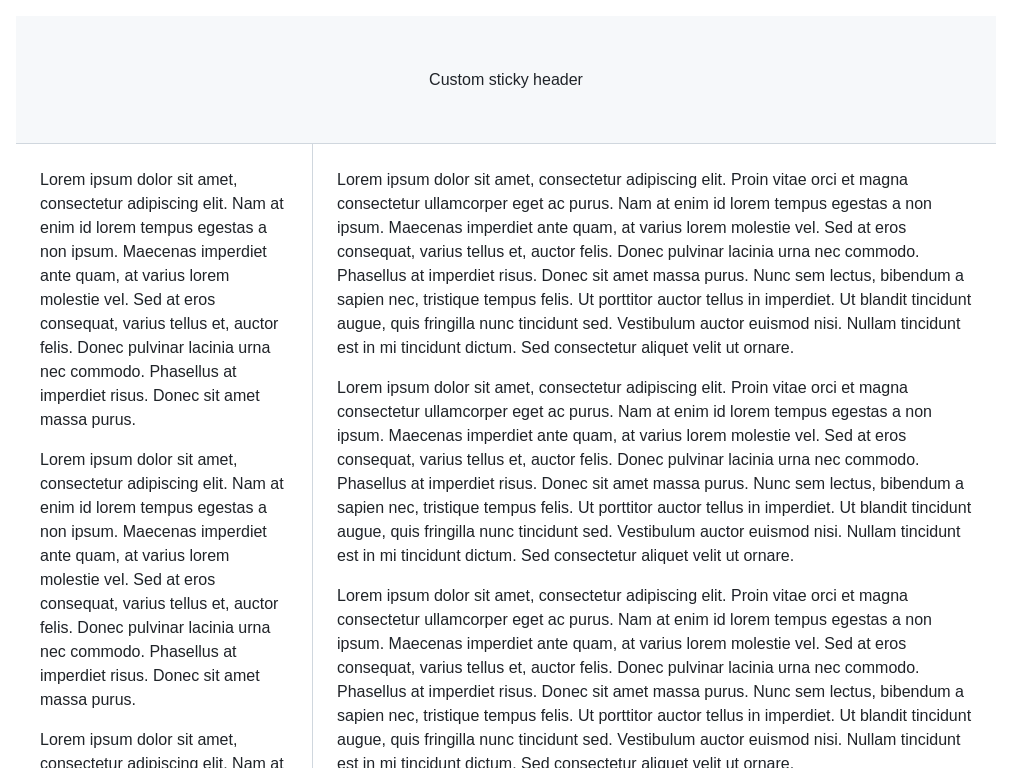 Custom sticky header
Lorem ipsum dolor sit amet,
consectetur adipiscing elit. Nam at
enim id lorem tempus egestas a
non ipsum. Maecenas imperdiet
ante quam, at varius lorem
molestie vel. Sed at eros
consequat, varius tellus et, auctor
felis. Donec pulvinar lacinia urna
nec commodo. Phasellus at
imperdiet risus. Donec sit amet
massa purus.
Lorem ipsum dolor sit amet,
consectetur adipiscing elit. Nam at
enim id lorem tempus egestas a
non ipsum. Maecenas imperdiet
ante quam, at varius lorem
molestie vel. Sed at eros
consequat, varius tellus et, auctor
felis. Donec pulvinar lacinia urna
nec commodo. Phasellus at
imperdiet risus. Donec sit amet
massa purus.
Lorem ipsum dolor sit amet,
consectetur adipiscing elit. Nam at
Lorem ipsum dolor sit amet, consectetur adipiscing elit. Proin vitae orci et magna
consectetur ullamcorper eget ac purus. Nam at enim id lorem tempus egestas a non
ipsum. Maecenas imperdiet ante quam, at varius lorem molestie vel. Sed at eros
consequat, varius tellus et, auctor felis. Donec pulvinar lacinia urna nec commodo.
Phasellus at imperdiet risus. Donec sit amet massa purus. Nunc sem lectus, bibendum a
sapien nec, tristique tempus felis. Ut porttitor auctor tellus in imperdiet. Ut blandit tincidunt
augue, quis fringilla nunc tincidunt sed. Vestibulum auctor euismod nisi. Nullam tincidunt
est in mi tincidunt dictum. Sed consectetur aliquet velit ut ornare.
Lorem ipsum dolor sit amet, consectetur adipiscing elit. Proin vitae orci et magna
consectetur ullamcorper eget ac purus. Nam at enim id lorem tempus egestas a non
ipsum. Maecenas imperdiet ante quam, at varius lorem molestie vel. Sed at eros
consequat, varius tellus et, auctor felis. Donec pulvinar lacinia urna nec commodo.
Phasellus at imperdiet risus. Donec sit amet massa purus. Nunc sem lectus, bibendum a
sapien nec, tristique tempus felis. Ut porttitor auctor tellus in imperdiet. Ut blandit tincidunt
augue, quis fringilla nunc tincidunt sed. Vestibulum auctor euismod nisi. Nullam tincidunt
est in mi tincidunt dictum. Sed consectetur aliquet velit ut ornare.
Lorem ipsum dolor sit amet, consectetur adipiscing elit. Proin vitae orci et magna
consectetur ullamcorper eget ac purus. Nam at enim id lorem tempus egestas a non
ipsum. Maecenas imperdiet ante quam, at varius lorem molestie vel. Sed at eros
consequat, varius tellus et, auctor felis. Donec pulvinar lacinia urna nec commodo.
Phasellus at imperdiet risus. Donec sit amet massa purus. Nunc sem lectus, bibendum a
sapien nec, tristique tempus felis. Ut porttitor auctor tellus in imperdiet. Ut blandit tincidunt
augue, quis fringilla nunc tincidunt sed. Vestibulum auctor euismod nisi. Nullam tincidunt
est in mi tincidunt dictum. Sed consectetur aliquet velit ut ornare.